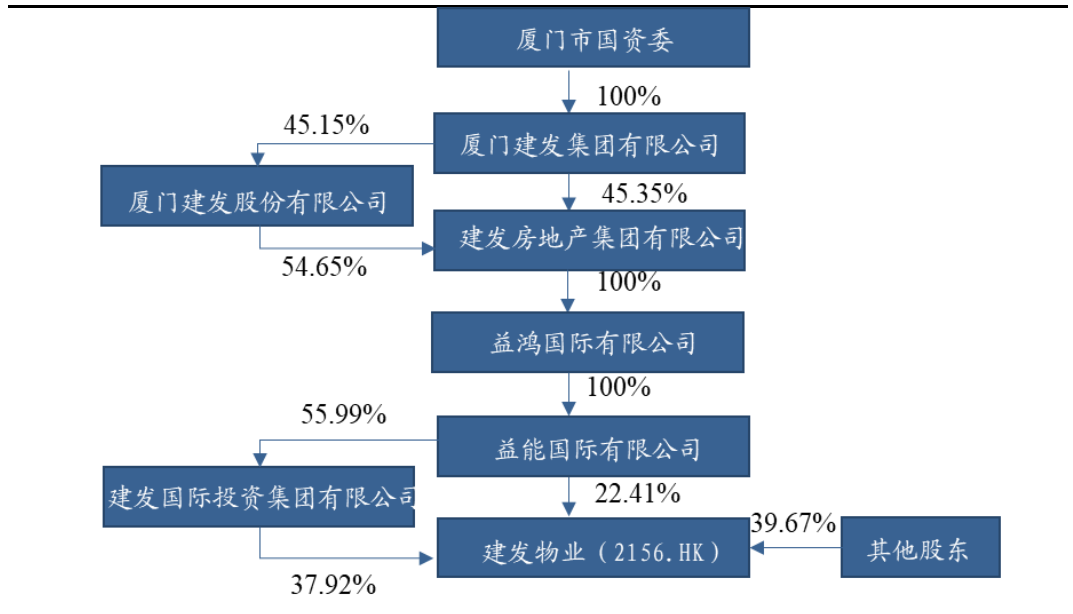 厦门市国资委
100%
45.15%
厦门建发集团有限公司
厦门建发股份有限公司
45.35%
建发房地产集团有限公司
54.65%
100%
益鸿国际有限公司
100%
55.99%
益能国际有限公司
建发国际投资集团有限公司
22.41%
39.67%
建发物业（2156.HK）
其他股东
37.92%